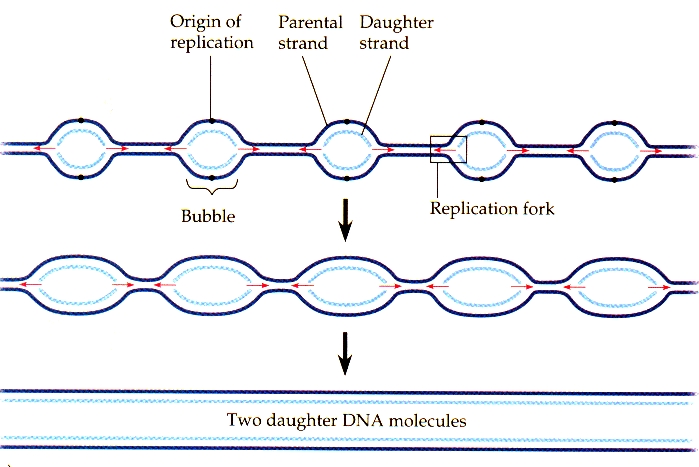 Origin of
replication
Parental
strand
Daughter
strand
Bubble
Replication fork
Two daughter DNA molecules